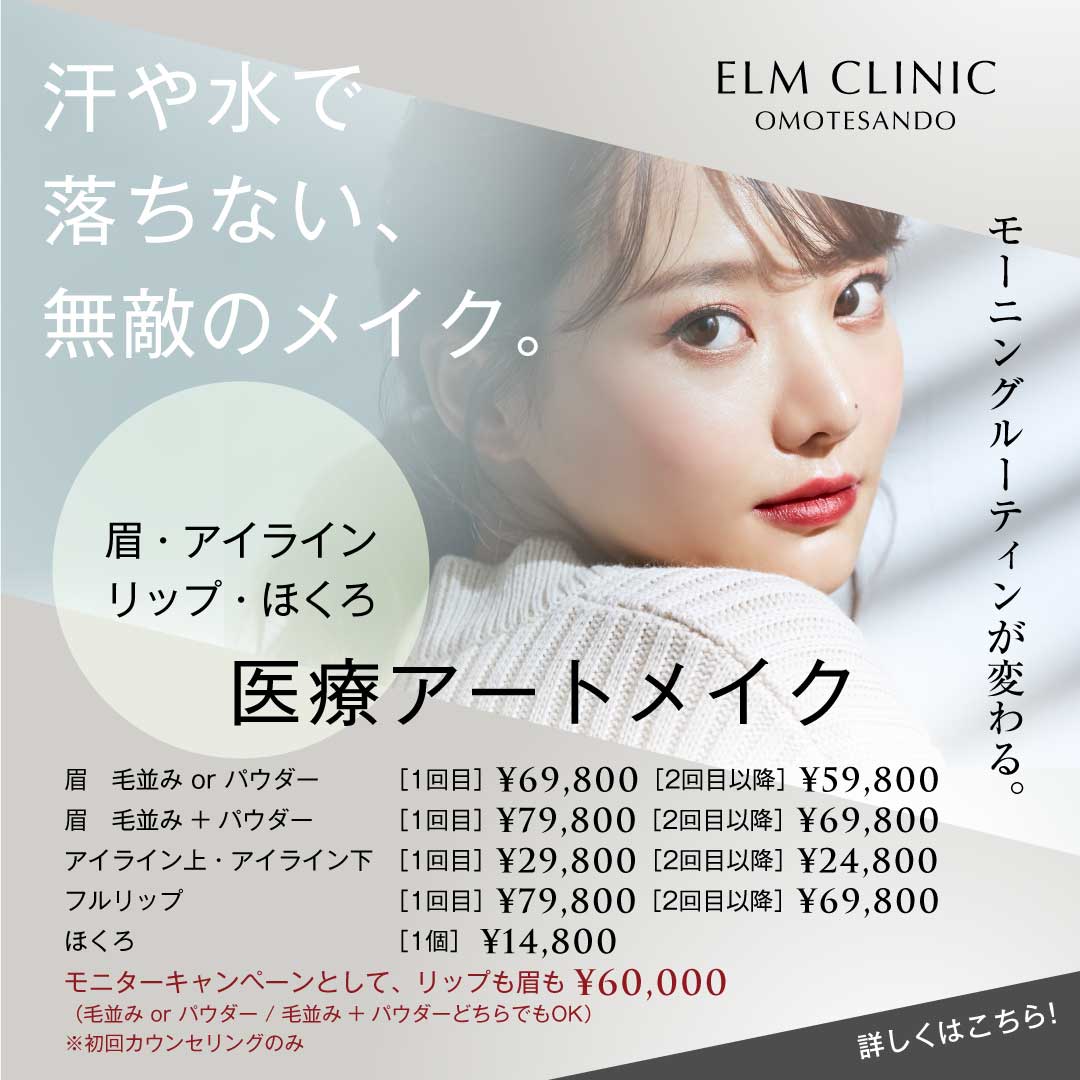 汗や水で
落ちない、
無敵のメイク。
ELM CLINIC
OMOTESANDO
モーニングルーティンが変わる。
眉・アイライン
リップ・ほくろ
医療アートメイク
眉　毛並み or パウダー　［1回目］¥69,800［2回目以降］¥59,800
眉　毛並み + パウダー　［1回目］¥79,800［2回目以降］¥69,800
アイライン上・アイライン下　［1回目］¥29,800［2回目以降］¥24,800
フルリップ　［1回目］¥79,800［2回目以降］¥69,800
ほくろ　［1個］¥14,800
モニターキャンペーンとして、リップも眉も ¥60,000
（毛並み or パウダー / 毛並み + パウダーどちらでもOK）
※初回カウンセリングのみ
詳しくはこちら!